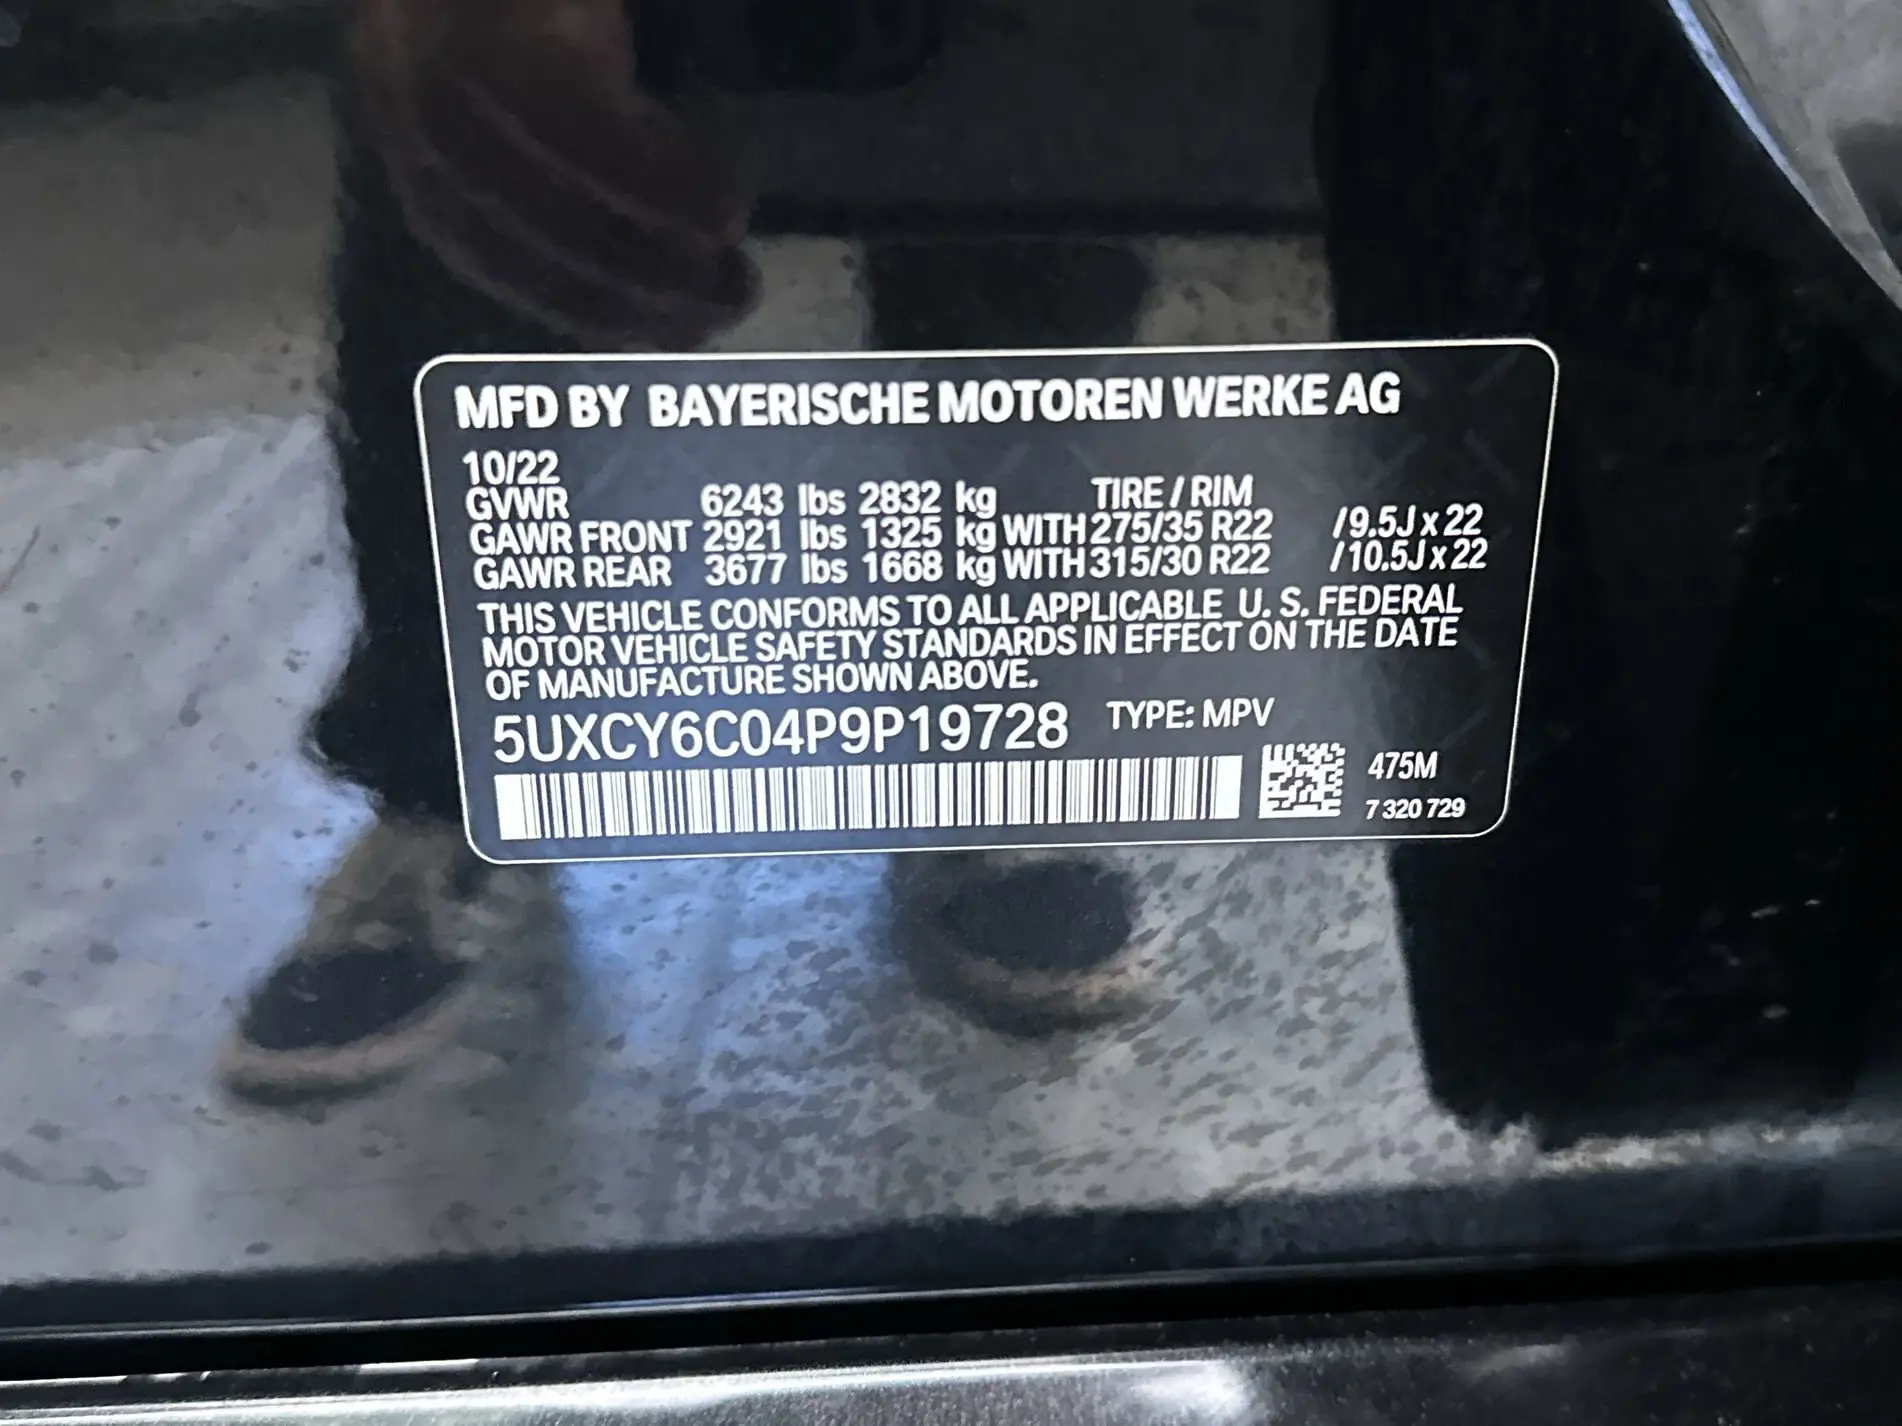 MFD BY BAYERISCHE MOTOREN WERKE AG
10/22
GVWR 6243 lbs 2832 kg TIRE / RIM
GAWR FRONT 2921 lbs 1325 kg WITH 275/35 R22 /9.5J x 22
GAWR REAR 3677 lbs 1668 kg WITH 315/30 R22 /10.5J x 22
THIS VEHICLE CONFORMS TO ALL APPLICABLE U. S. FEDERAL
MOTOR VEHICLE SAFETY STANDARDS IN EFFECT ON THE DATE
OF MANUFACTURE SHOWN ABOVE.
5UXCY6C04P9P19728 TYPE: MPV
475M
7 320 729